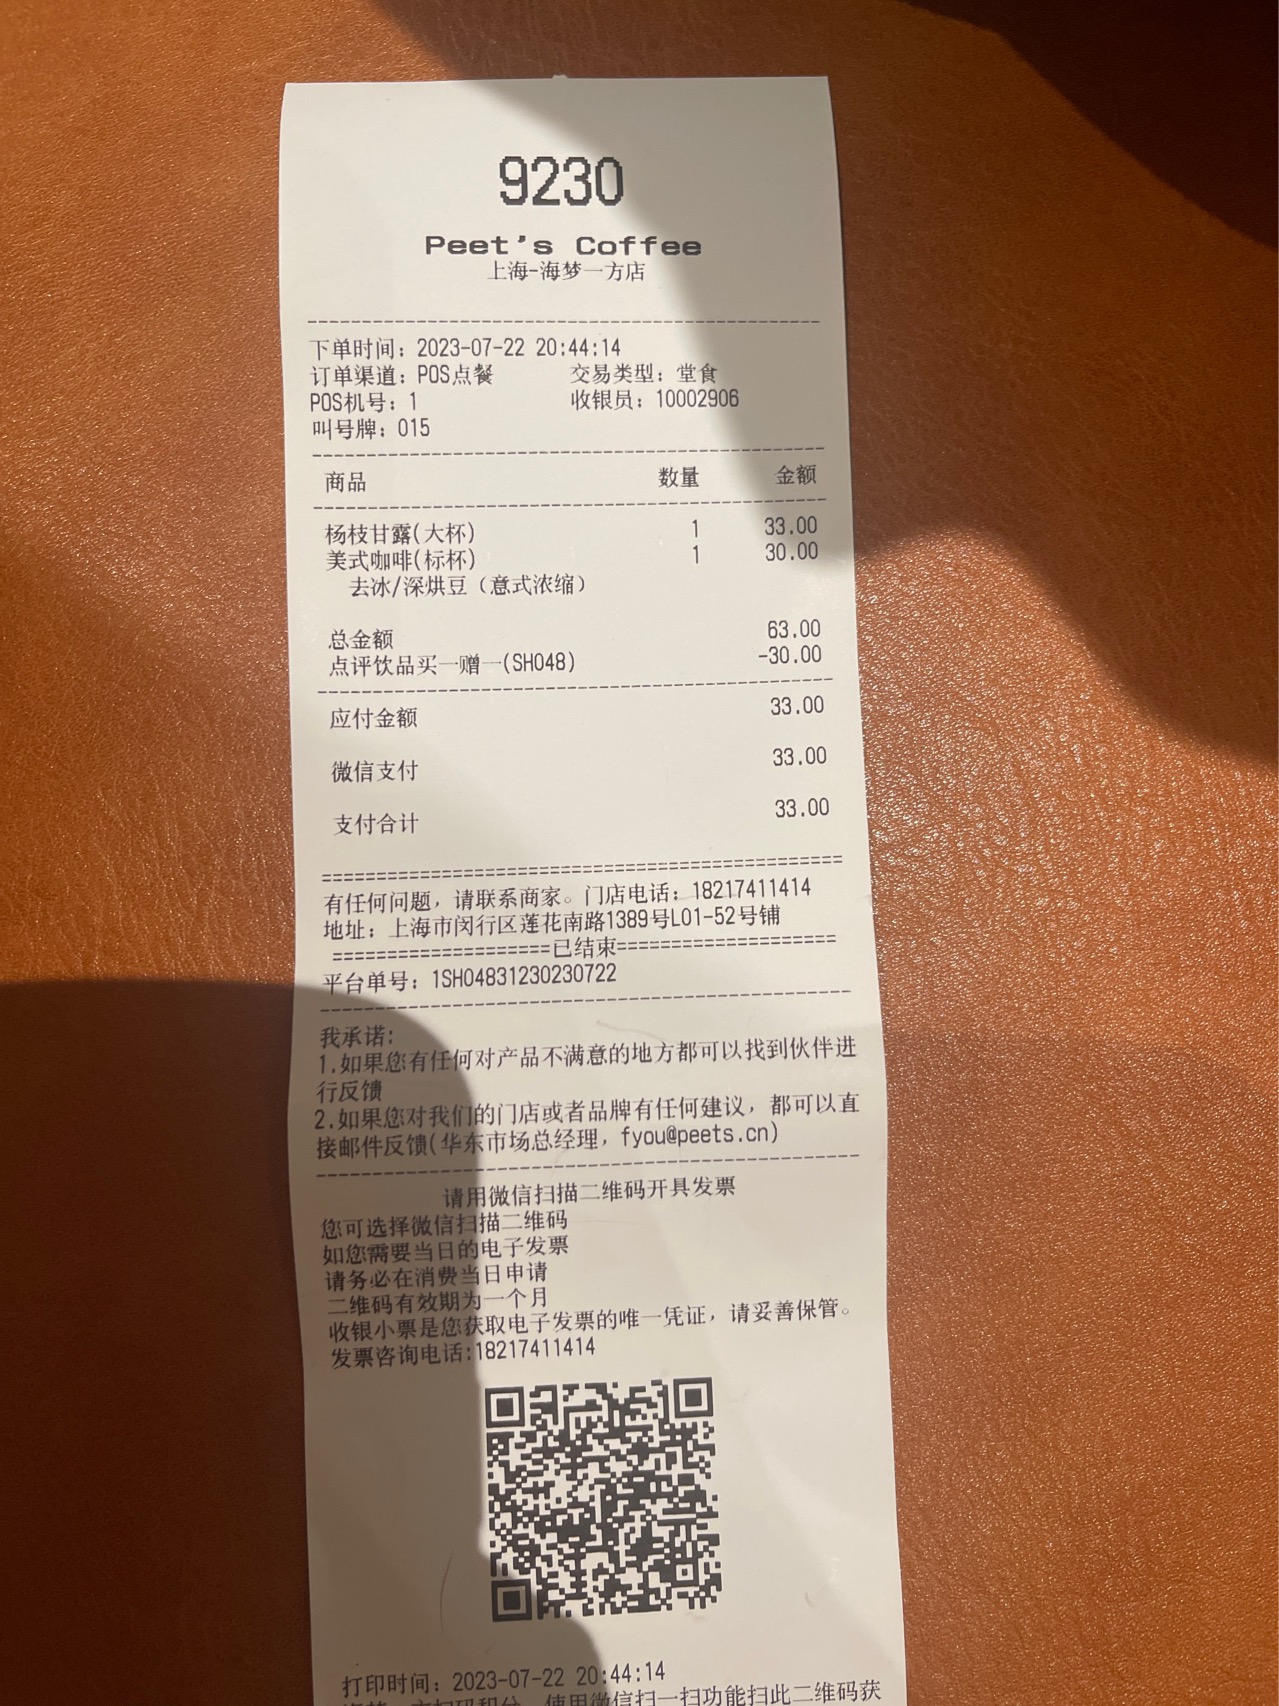 9230
Peet's Coffee
上海-海梦一方店
下单时间：2023-07-22 20:44:14
订单渠道：POS点餐 交易类型：堂食
POS机号：1 收银员：10002906
叫号牌：015
商品 数量 金额
杨枝甘露(大杯) 1 33.00
美式咖啡(标杯) 1 30.00
去冰/深烘豆（意式浓缩）
总金额 63.00
点评饮品买一赠一(SH048) -30.00
应付金额 33.00
微信支付 33.00
支付合计 33.00
有任何问题，请联系商家。门店电话：18217411414
地址：上海市闵行区莲花南路1389号L01-52号铺
==================已结束==================
平台单号：1SH04831230230722
我承诺:
1.如果您有任何对产品不满意的地方都可以找到伙伴进
行反馈
2.如果您对我们的门店或者品牌有任何建议，都可以直
接邮件反馈(华东市场总经理，fyou@peets.cn)
请用微信扫描二维码开具发票
您可选择微信扫描二维码
如您需要当日的电子发票
请务必在消费当日申请
二维码有效期为一个月
收银小票是您获取电子发票的唯一凭证，请妥善保管。
发票咨询电话:18217411414
打印时间：2023-07-22 20:44:14
使用微信扫一扫功能扫此二维码获